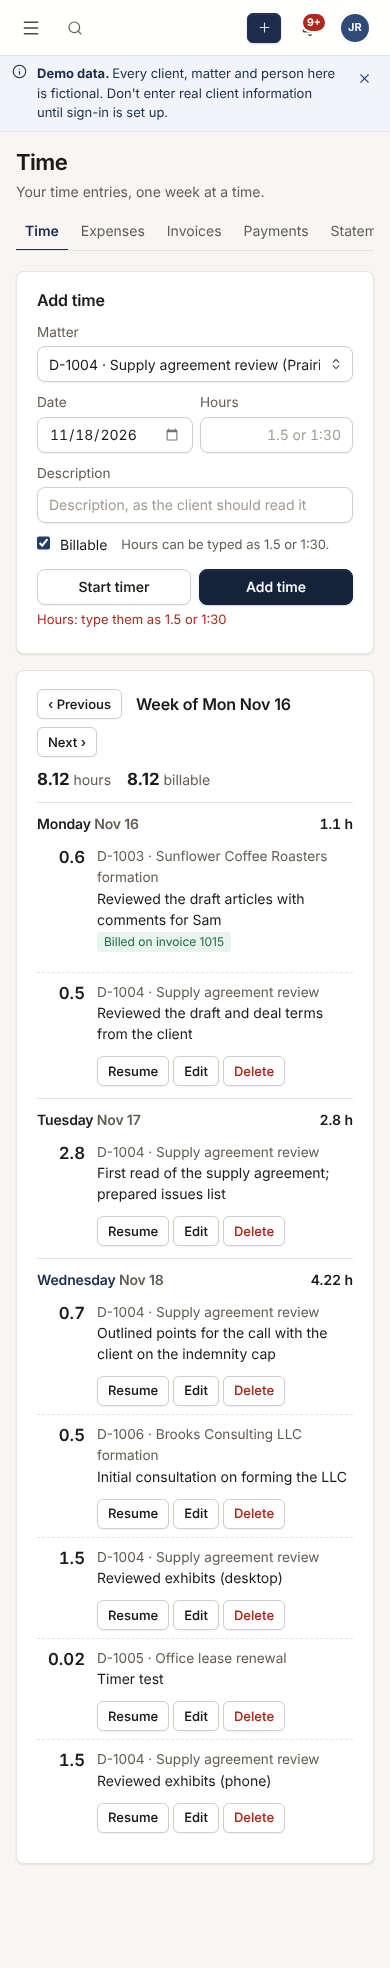 +
9+
JR
Demo data. Every client, matter and person here
is fictional. Don't enter real client information
until sign-in is set up.
Time
Your time entries, one week at a time.
Time Expenses Invoices Payments Statem
Add time
Matter
D-1004 · Supply agreement review (Prairi
Date Hours
11/18/2026 1.5 or 1:30
Description
Description, as the client should read it
Billable Hours can be typed as 1.5 or 1:30.
Start timer Add time
Hours: type them as 1.5 or 1:30
‹ Previous Week of Mon Nov 16
Next ›
8.12 hours 8.12 billable
Monday Nov 16 1.1 h
0.6 D-1003 · Sunflower Coffee Roasters
formation
Reviewed the draft articles with
comments for Sam
Billed on invoice 1015
0.5 D-1004 · Supply agreement review
Reviewed the draft and deal terms
from the client
Resume Edit Delete
Tuesday Nov 17 2.8 h
2.8 D-1004 · Supply agreement review
First read of the supply agreement;
prepared issues list
Resume Edit Delete
Wednesday Nov 18 4.22 h
0.7 D-1004 · Supply agreement review
Outlined points for the call with the
client on the indemnity cap
Resume Edit Delete
0.5 D-1006 · Brooks Consulting LLC
formation
Initial consultation on forming the LLC
Resume Edit Delete
1.5 D-1004 · Supply agreement review
Reviewed exhibits (desktop)
Resume Edit Delete
0.02 D-1005 · Office lease renewal
Timer test
Resume Edit Delete
1.5 D-1004 · Supply agreement review
Reviewed exhibits (phone)
Resume Edit Delete